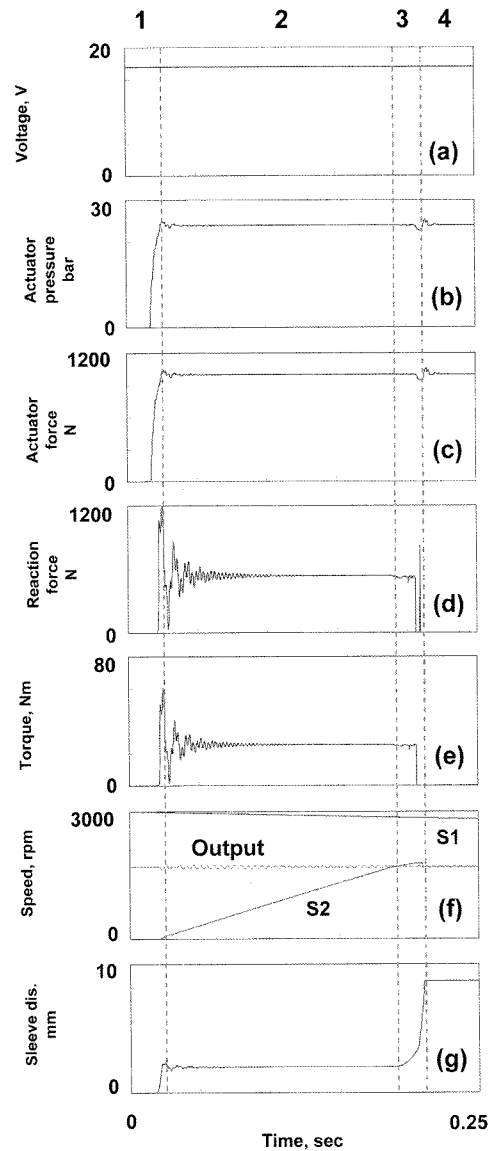 1 2 3 4
20
Voltage, V
(a)
0
30
Actuator
pressure
bar
(b)
0
1200
Actuator
force
N
(c)
0
1200
Reaction
force
N
(d)
0
80
Torque, Nm
(e)
0
3000
S1
Output
Speed, rpm
S2
(f)
0
10
Sleeve dis.
mm
(g)
0
0 0.25
Time, sec